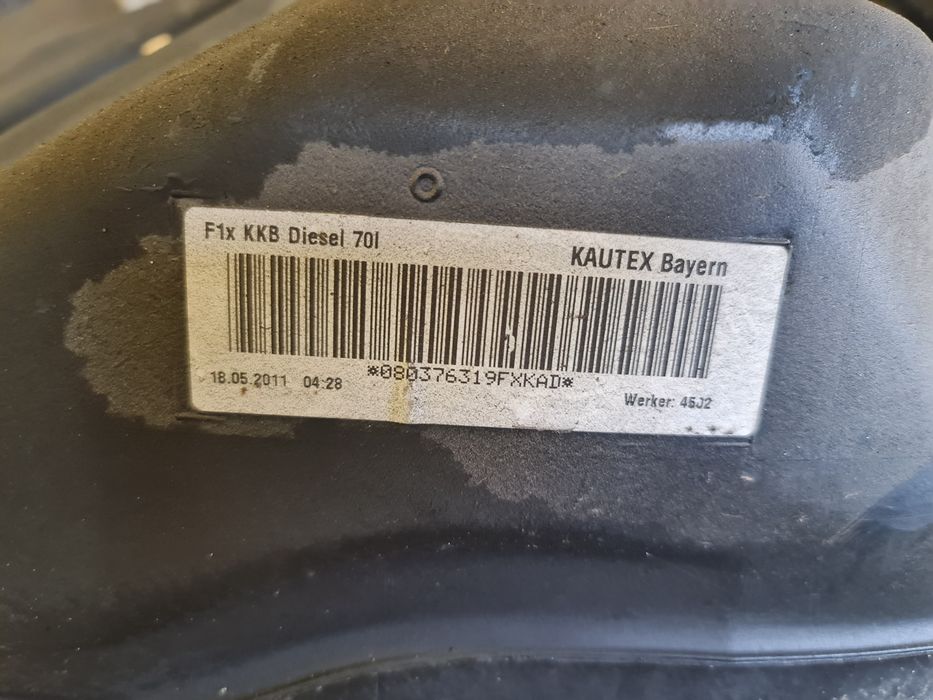 F1x KKB Diesel 70l
KAUTEX Bayern
18.05.2011 04:28
*080376319FXKAD*
Werker: 45J2